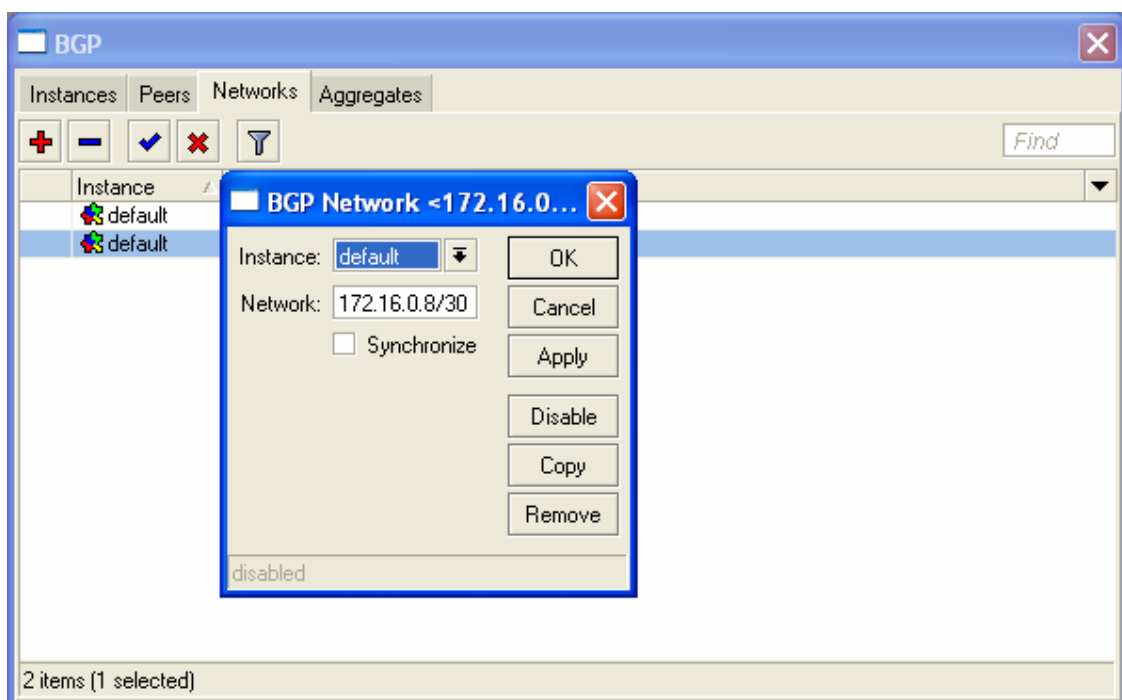 BGP
Instances Peers Networks Aggregates
Find
Instance
default
default
BGP Network <172.16.0...
Instance: default
OK
Network: 172.16.0.8/30
Cancel
Synchronize
Apply
Disable
Copy
Remove
disabled
2 items (1 selected)